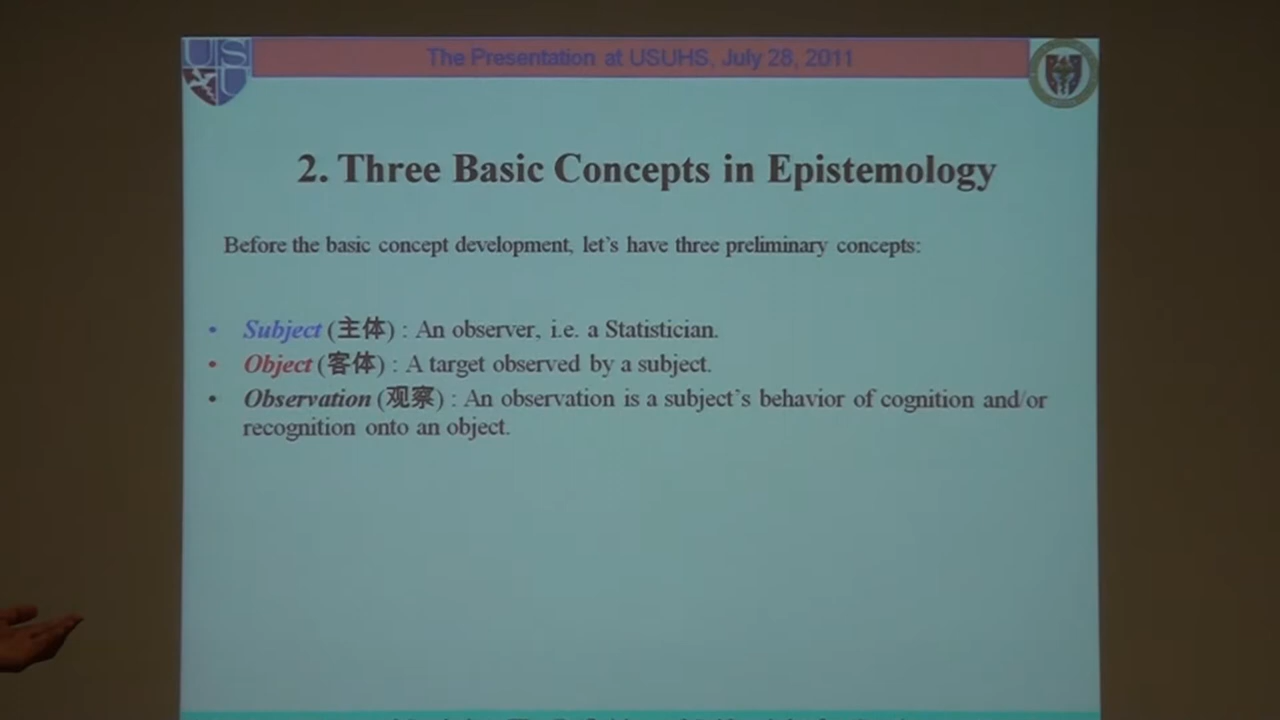 The Presentation at USUHS, July 28, 2011
USU
2. Three Basic Concepts in Epistemology
Before the basic concept development, let's have three preliminary concepts:
• Subject (主体) : An observer, i.e. a Statistician.
• Object (客体) : A target observed by a subject.
• Observation (观察) : An observation is a subject's behavior of cognition and/or
recognition onto an object.